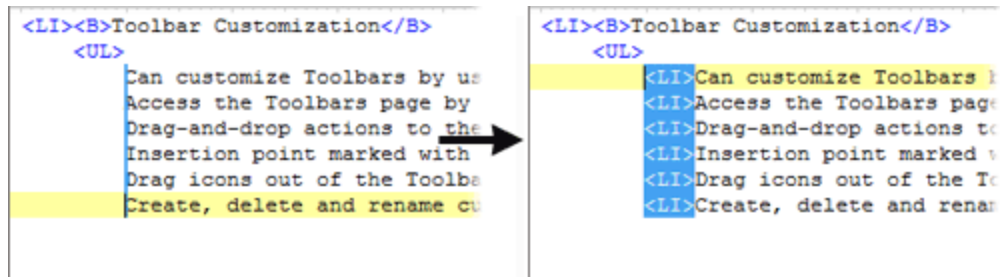 <LI><B>Toolbar Customization</B>
<UL>
Can customize Toolbars by us
Access the Toolbars page by
Drag-and-drop actions to the
Insertion point marked with
Drag icons out of the Toolba
Create, delete and rename cu
<LI><B>Toolbar Customization</B>
<UL>
<LI>Can customize Toolbars
<LI>Access the Toolbars page
<LI>Drag-and-drop actions to
<LI>Insertion point marked
<LI>Drag icons out of the To
<LI>Create, delete and renam